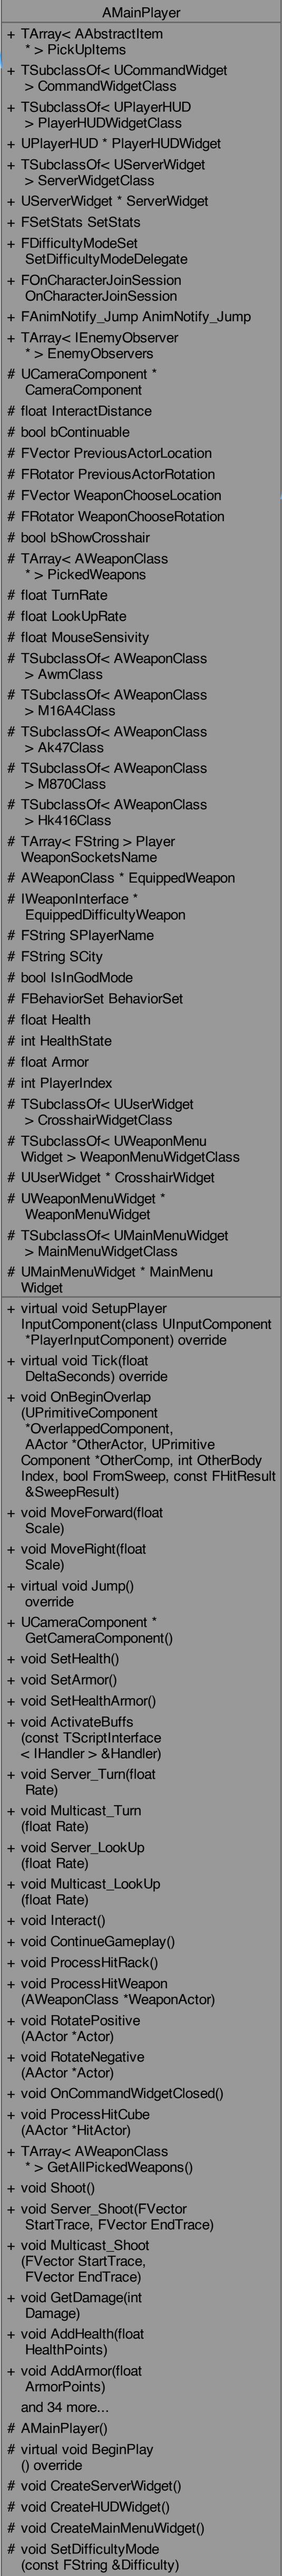 AMainPlayer
+ TArray< AAbstractItem
* > PickUpItems
+ TSubclassOf< UCommandWidget
> CommandWidgetClass
+ TSubclassOf< UPlayerHUD
> PlayerHUDWidgetClass
+ UPlayerHUD * PlayerHUDWidget
+ TSubclassOf< UServerWidget
> ServerWidgetClass
+ UServerWidget * ServerWidget
+ FSetStats SetStats
+ FDifficultyModeSet
SetDifficultyModeDelegate
+ FOnCharacterJoinSession
OnCharacterJoinSession
+ FAnimNotify_Jump AnimNotify_Jump
+ TArray< IEnemyObserver
* > EnemyObservers
# UCameraComponent *
CameraComponent
# float InteractDistance
# bool bContinuable
# FVector PreviousActorLocation
# FRotator PreviousActorRotation
# FVector WeaponChooseLocation
# FRotator WeaponChooseRotation
# bool bShowCrosshair
# TArray< AWeaponClass
* > PickedWeapons
# float TurnRate
# float LookUpRate
# float MouseSensivity
# TSubclassOf< AWeaponClass
> AwmClass
# TSubclassOf< AWeaponClass
> M16A4Class
# TSubclassOf< AWeaponClass
> Ak47Class
# TSubclassOf< AWeaponClass
> M870Class
# TSubclassOf< AWeaponClass
> Hk416Class
# TArray< FString > Player
WeaponSocketsName
# AWeaponClass * EquippedWeapon
# IWeaponInterface *
EquippedDifficultyWeapon
# FString SPlayerName
# FString SCity
# bool IsInGodMode
# FBehaviorSet BehaviorSet
# float Health
# int HealthState
# float Armor
# int PlayerIndex
# TSubclassOf< UUserWidget
> CrosshairWidgetClass
# TSubclassOf< UWeaponMenu
Widget > WeaponMenuWidgetClass
# UUserWidget * CrosshairWidget
# UWeaponMenuWidget *
WeaponMenuWidget
# TSubclassOf< UMainMenuWidget
> MainMenuWidgetClass
# UMainMenuWidget * MainMenu
Widget
+ virtual void SetupPlayer
InputComponent(class UInputComponent
*PlayerInputComponent) override
+ virtual void Tick(float
DeltaSeconds) override
+ void OnBeginOverlap
(UPrimitiveComponent
*OverlappedComponent,
AActor *OtherActor, UPrimitive
Component *OtherComp, int OtherBody
Index, bool FromSweep, const FHitResult
&SweepResult)
+ void MoveForward(float
Scale)
+ void MoveRight(float
Scale)
+ virtual void Jump()
override
+ UCameraComponent *
GetCameraComponent()
+ void SetHealth()
+ void SetArmor()
+ void SetHealthArmor()
+ void ActivateBuffs
(const TScriptInterface
< IHandler > &Handler)
+ void Server_Turn(float
Rate)
+ void Multicast_Turn
(float Rate)
+ void Server_LookUp
(float Rate)
+ void Multicast_LookUp
(float Rate)
+ void Interact()
+ void ContinueGameplay()
+ void ProcessHitRack()
+ void ProcessHitWeapon
(AWeaponClass *WeaponActor)
+ void RotatePositive
(AActor *Actor)
+ void RotateNegative
(AActor *Actor)
+ void OnCommandWidgetClosed()
+ void ProcessHitCube
(AActor *HitActor)
+ TArray< AWeaponClass
* > GetAllPickedWeapons()
+ void Shoot()
+ void Server_Shoot(FVector
StartTrace, FVector EndTrace)
+ void Multicast_Shoot
(FVector StartTrace,
FVector EndTrace)
+ void GetDamage(int
Damage)
+ void AddHealth(float
HealthPoints)
+ void AddArmor(float
ArmorPoints)
and 34 more...
# AMainPlayer()
# virtual void BeginPlay
() override
# void CreateServerWidget()
# void CreateHUDWidget()
# void CreateMainMenuWidget()
# void SetDifficultyMode
(const FString &Difficulty)